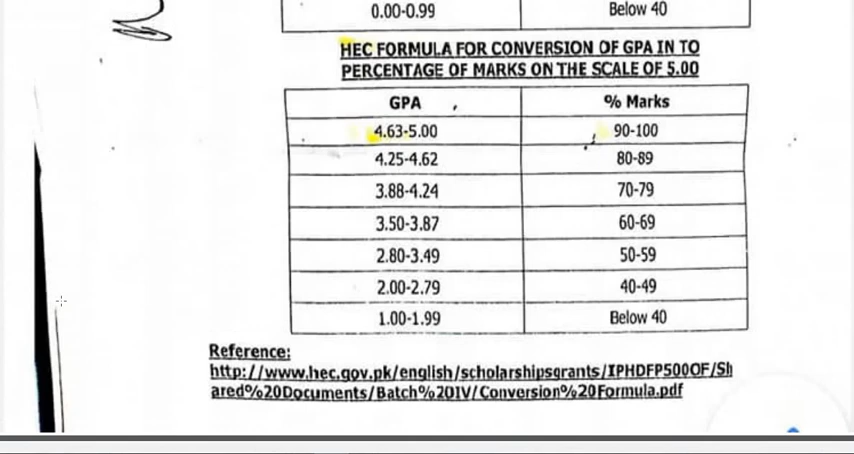 0.00-0.99 Below 40
HEC FORMULA FOR CONVERSION OF GPA IN TO
PERCENTAGE OF MARKS ON THE SCALE OF 5.00
GPA % Marks
4.63-5.00 90-100
4.25-4.62 80-89
3.88-4.24 70-79
3.50-3.87 60-69
2.80-3.49 50-59
2.00-2.79 40-49
1.00-1.99 Below 40
Reference:
http://www.hec.gov.pk/english/scholarshipsgrants/IPHDFP500OF/Sh
ared%20Documents/Batch%20IV/Conversion%20Formula.pdf